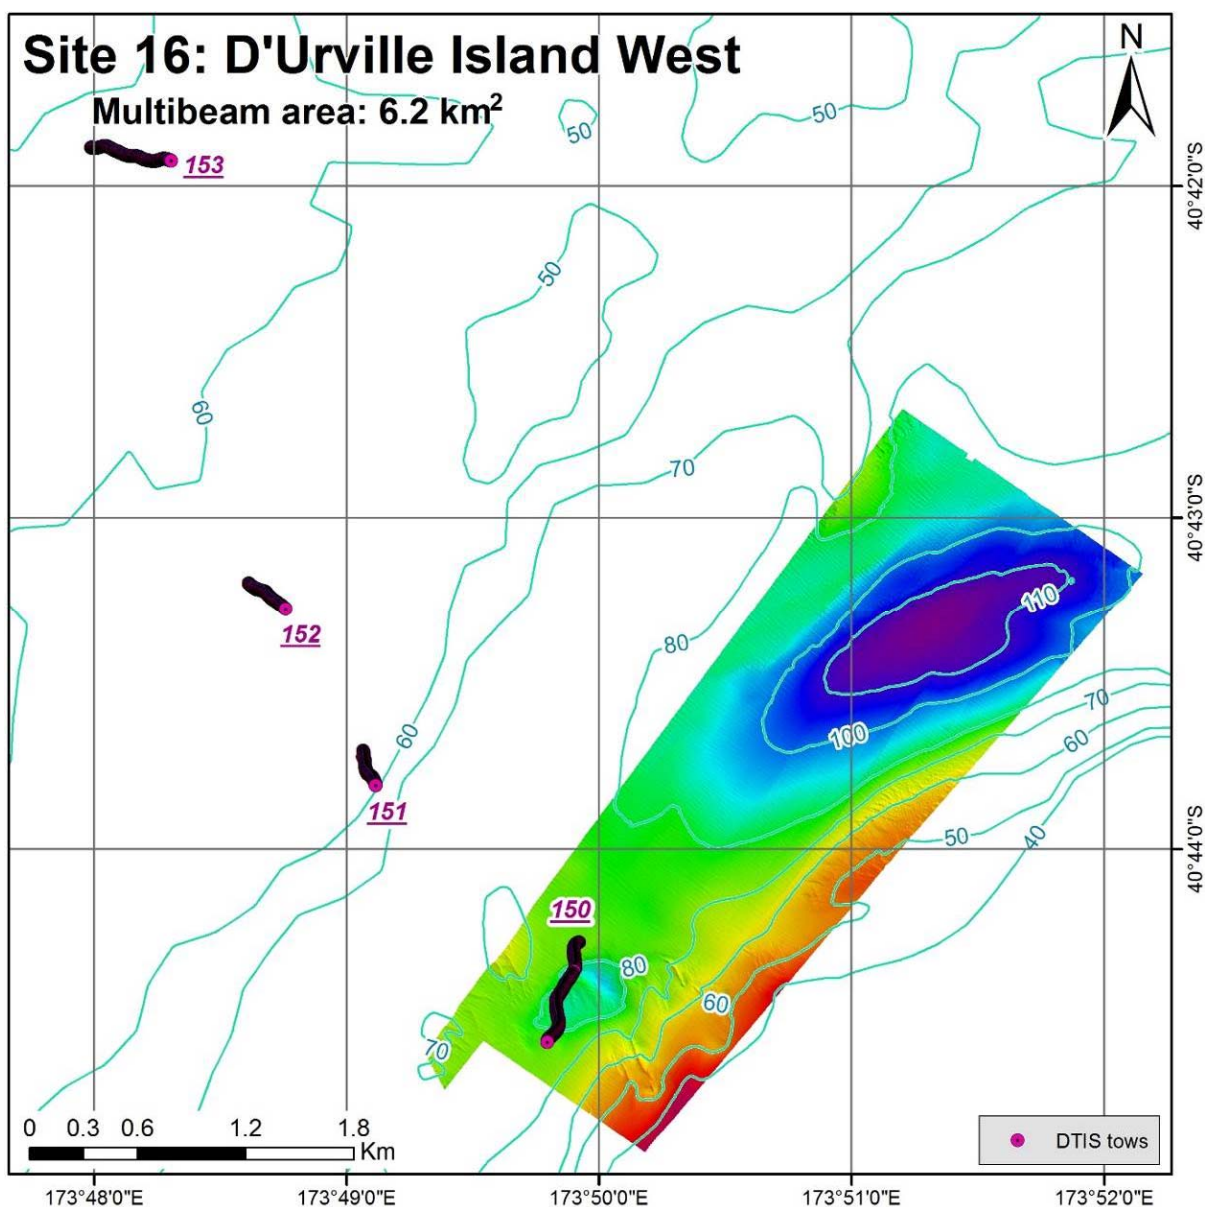 Site 16: D'Urville Island West
Multibeam area: 6.2 km²
N
50
50
153
40°42'0"S
50
60
70
40°43'0"S
110
152
80
70
60
100
60
151
50
40
40°44'0"S
150
80
60
70
0 0.3 0.6 1.2 1.8
Km
DTIS tows
173°48'0"E 173°49'0"E 173°50'0"E 173°51'0"E 173°52'0"E